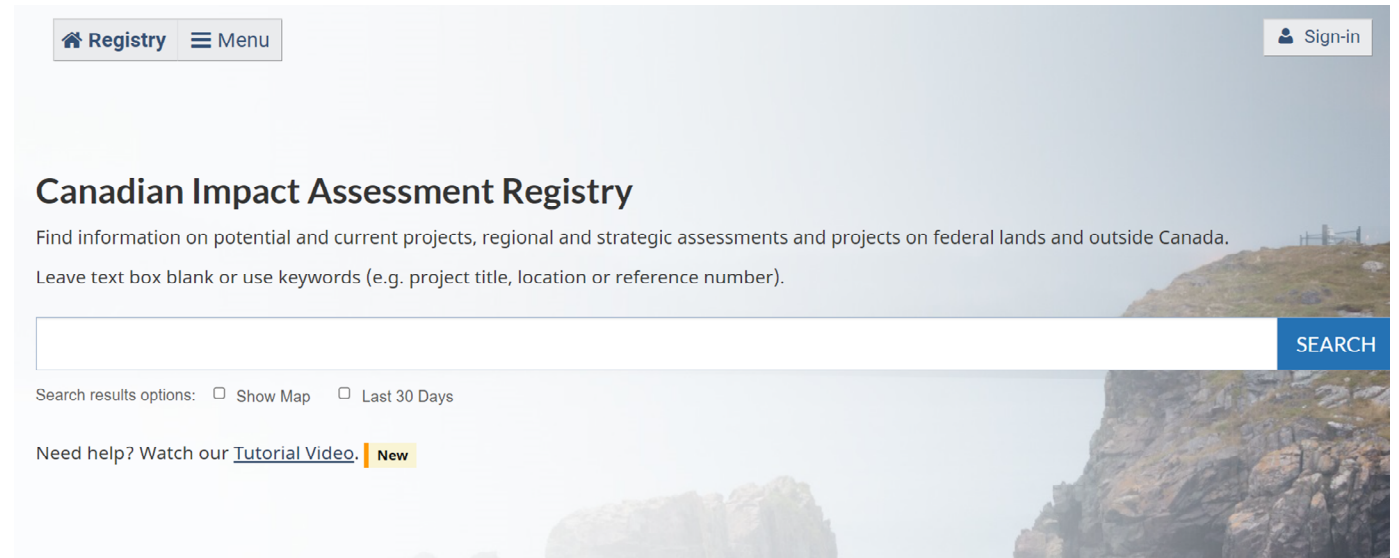 Registry Menu Sign-in
Canadian Impact Assessment Registry
Find information on potential and current projects, regional and strategic assessments and projects on federal lands and outside Canada.
Leave text box blank or use keywords (e.g. project title, location or reference number).
SEARCH
Search results options: Show Map Last 30 Days
Need help? Watch our Tutorial Video. New